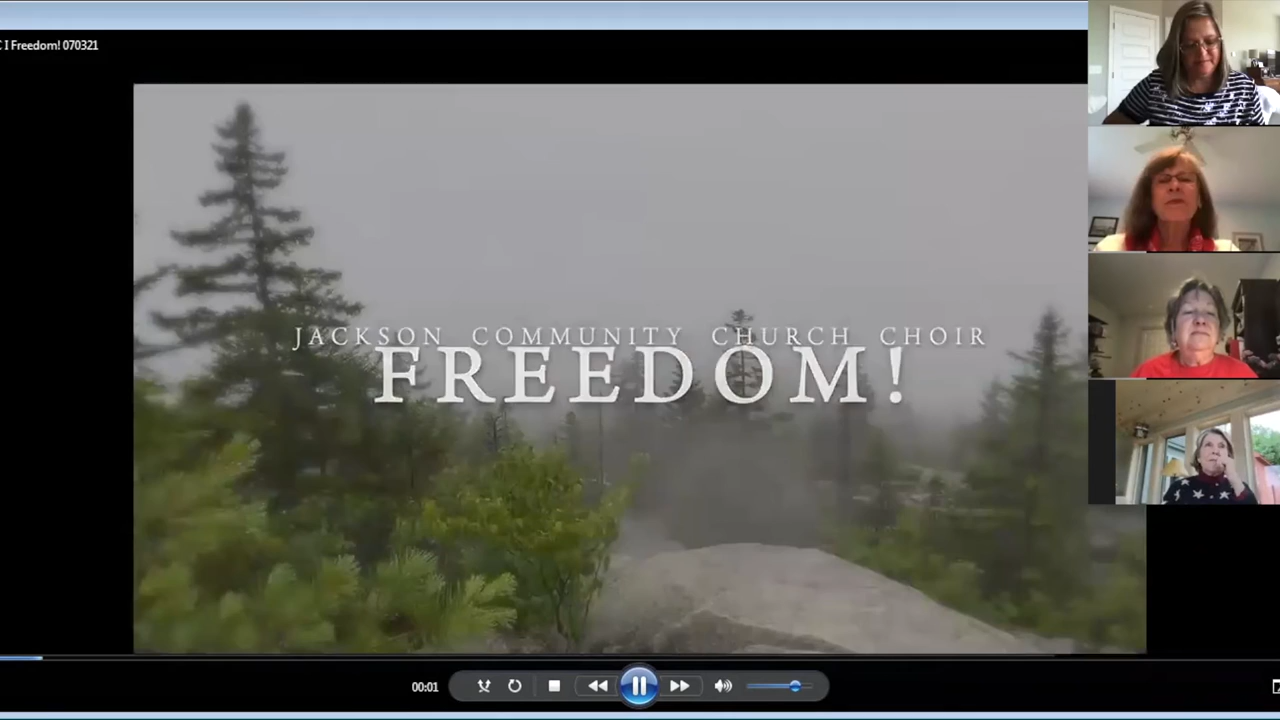 C I Freedom! 070321
JACKSON COMMUNITY CHURCH CHOIR
FREEDOM!
00:01